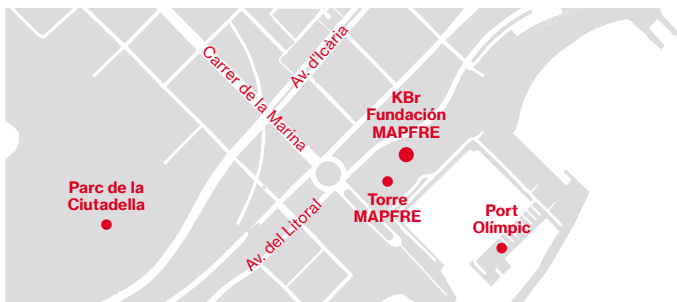 Carrer de la Marina
Av. d'Icària
KBr
Fundación
MAPFRE
Parc de la
Ciutadella
Torre
MAPFRE
Av. del Litoral
Port
Olímpic